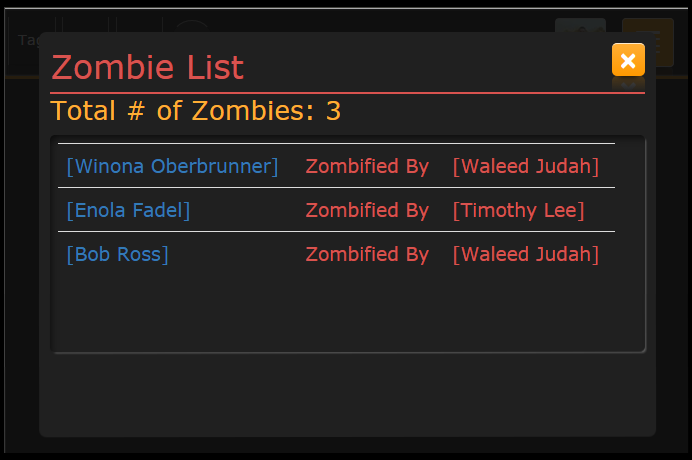 Zombie List
Total # of Zombies: 3
[Winona Oberbrunner] Zombified By [Waleed Judah]
[Enola Fadel] Zombified By [Timothy Lee]
[Bob Ross] Zombified By [Waleed Judah]